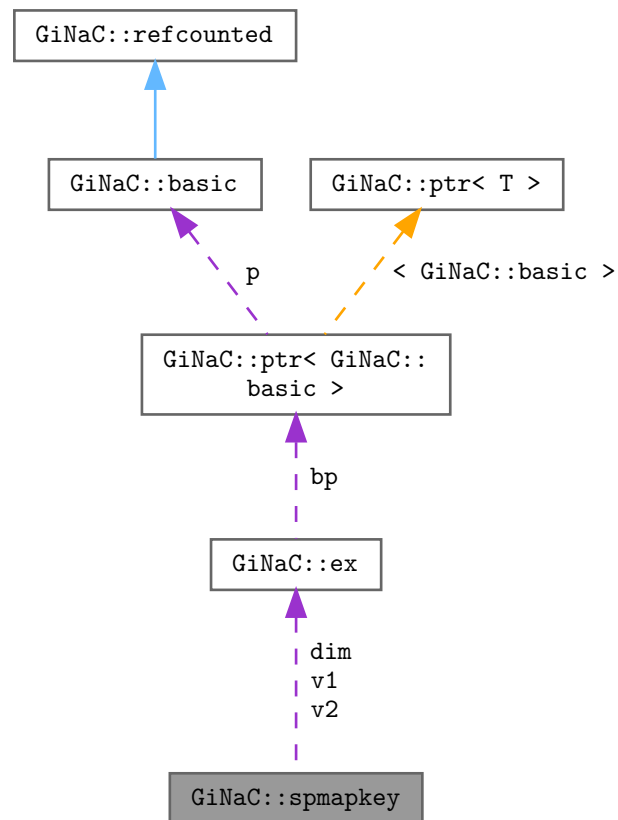 GiNaC::refcounted
GiNaC::basic
GiNaC::ptr< T >
p
< GiNaC::basic >
GiNaC::ptr< GiNaC::
basic >
bp
GiNaC::ex
dim
v1
v2
GiNaC::spmapkey